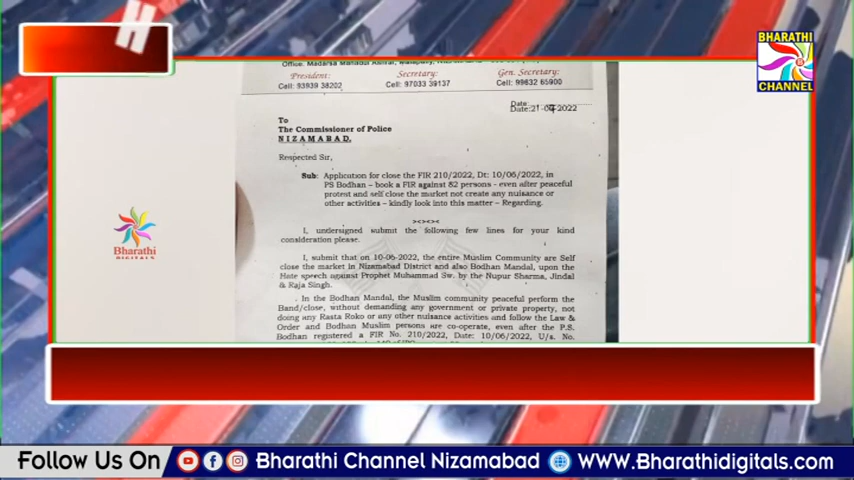 H
BHARATHI
CHANNEL
President:
Secretary:
Gen. Secretary:
Cell: 93939 38202
Cell: 97033 39137
Cell: 99632 65900
Date:
Date:21-07-2022
To
The Commissioner of Police
NIZAMABAD.
Respected Sir,
Sub: Application for close the FIR 210/2022, Dt: 10/06/2022, in
PS Bodhan – book a FIR against 82 persons - even after peaceful
protest and self close the market not create any nuisance or
other activities – kindly look into this matter – Regarding.
><><><
I, undersigned submit the following few lines for your kind
consideration please.
I, submit that on 10-06-2022, the entire Muslim Community are Self
close the market in Nizamabad District and also Bodhan Mandal, upon the
Hate speech against Prophet Muhammad Sw. by the Nupur Sharma, Jindal
& Raja Singh.
In the Bodhan Mandal, the Muslim community peaceful perform the
Band/close, without demanding any government or private property, not
doing any Rasta Roko or any other nuisance activities and follow the Law &
Order and Bodhan Muslim persons are co-operate, even after the P.S.
Bodhan registered a FIR No. 210/2022, Date: 10/06/2022, U/s. No.
Bharathi
DIGITALS
Follow Us On Bharathi Channel Nizamabad www.Bharathidigitals.com